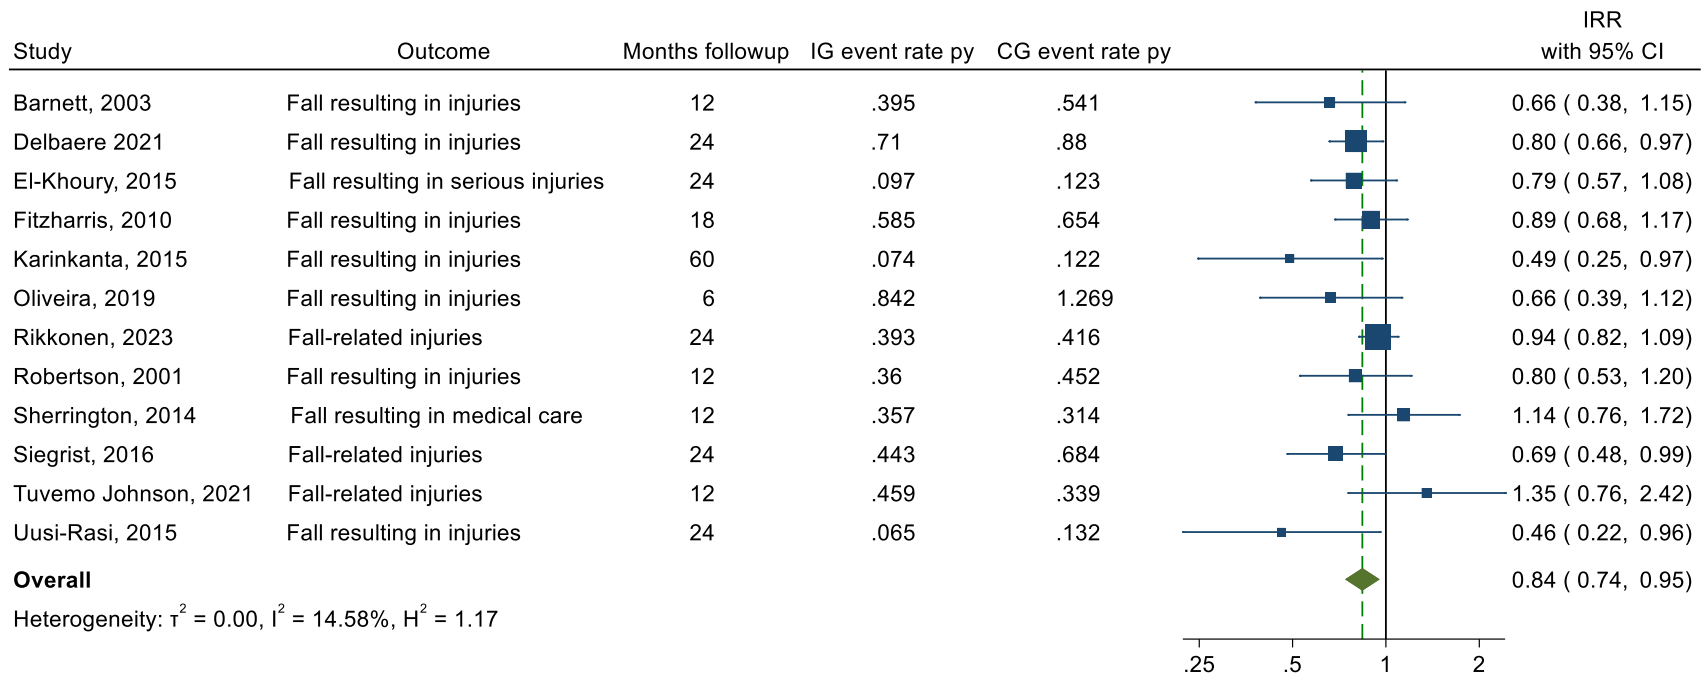 IRR
Study Outcome Months followup IG event rate py CG event rate py with 95% CI
Barnett, 2003 Fall resulting in injuries 12 .395 .541 0.66 ( 0.38, 1.15)
Delbaere 2021 Fall resulting in injuries 24 .71 .88 0.80 ( 0.66, 0.97)
El-Khoury, 2015 Fall resulting in serious injuries 24 .097 .123 0.79 ( 0.57, 1.08)
Fitzharris, 2010 Fall resulting in injuries 18 .585 .654 0.89 ( 0.68, 1.17)
Karinkanta, 2015 Fall resulting in injuries 60 .074 .122 0.49 ( 0.25, 0.97)
Oliveira, 2019 Fall resulting in injuries 6 .842 1.269 0.66 ( 0.39, 1.12)
Rikkonen, 2023 Fall-related injuries 24 .393 .416 0.94 ( 0.82, 1.09)
Robertson, 2001 Fall resulting in injuries 12 .36 .452 0.80 ( 0.53, 1.20)
Sherrington, 2014 Fall resulting in medical care 12 .357 .314 1.14 ( 0.76, 1.72)
Siegrist, 2016 Fall-related injuries 24 .443 .684 0.69 ( 0.48, 0.99)
Tuvemo Johnson, 2021 Fall-related injuries 12 .459 .339 1.35 ( 0.76, 2.42)
Uusi-Rasi, 2015 Fall resulting in injuries 24 .065 .132 0.46 ( 0.22, 0.96)
Overall 0.84 ( 0.74, 0.95)
Heterogeneity: τ² = 0.00, I² = 14.58%, H² = 1.17
.25 .5 1 2